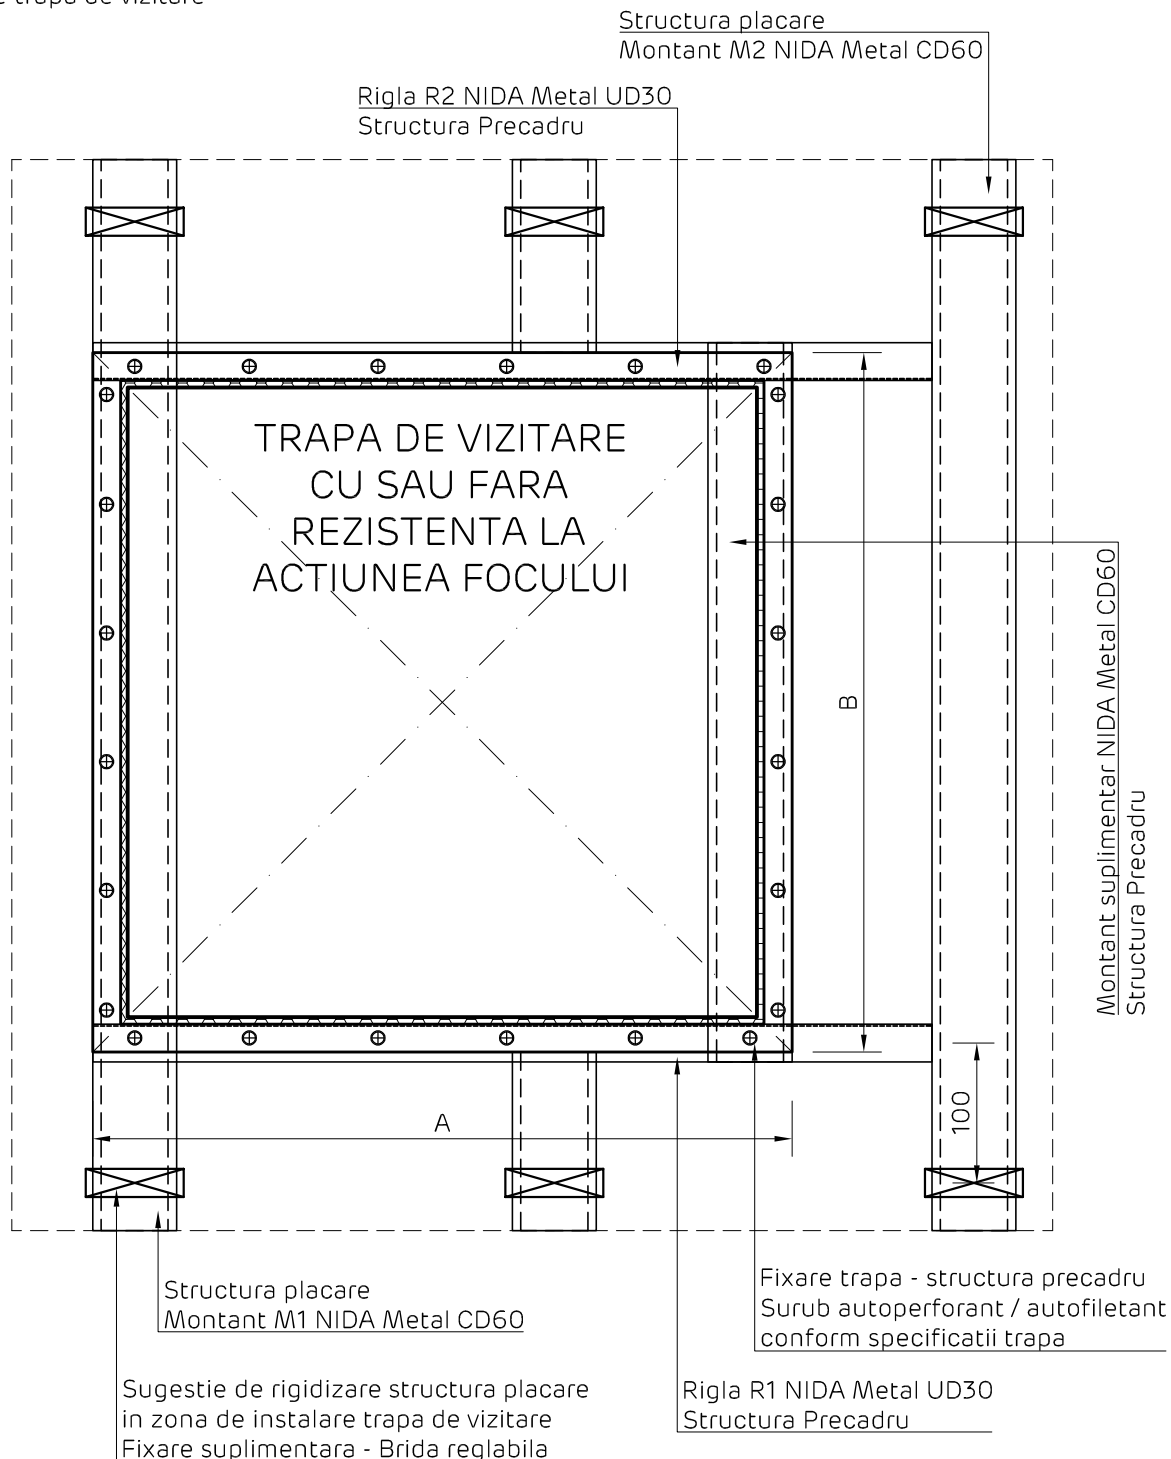 trapa de vizitare
Structura placare
Montant M2 NIDA Metal CD60
Rigla R2 NIDA Metal UD30
Structura Precadru
TRAPA DE VIZITARE
CU SAU FARA
REZISTENTA LA
ACTIUNEA FOCULUI
Montant suplimentar NIDA Metal CD60
Structura Precadru
B
A
100
Structura placare
Montant M1 NIDA Metal CD60
Fixare trapa - structura precadru
Surub autoperforant / autofiletant
conform specificatii trapa
Sugestie de rigidizare structura placare
in zona de instalare trapa de vizitare
Fixare suplimentara - Brida reglabila
Rigla R1 NIDA Metal UD30
Structura Precadru